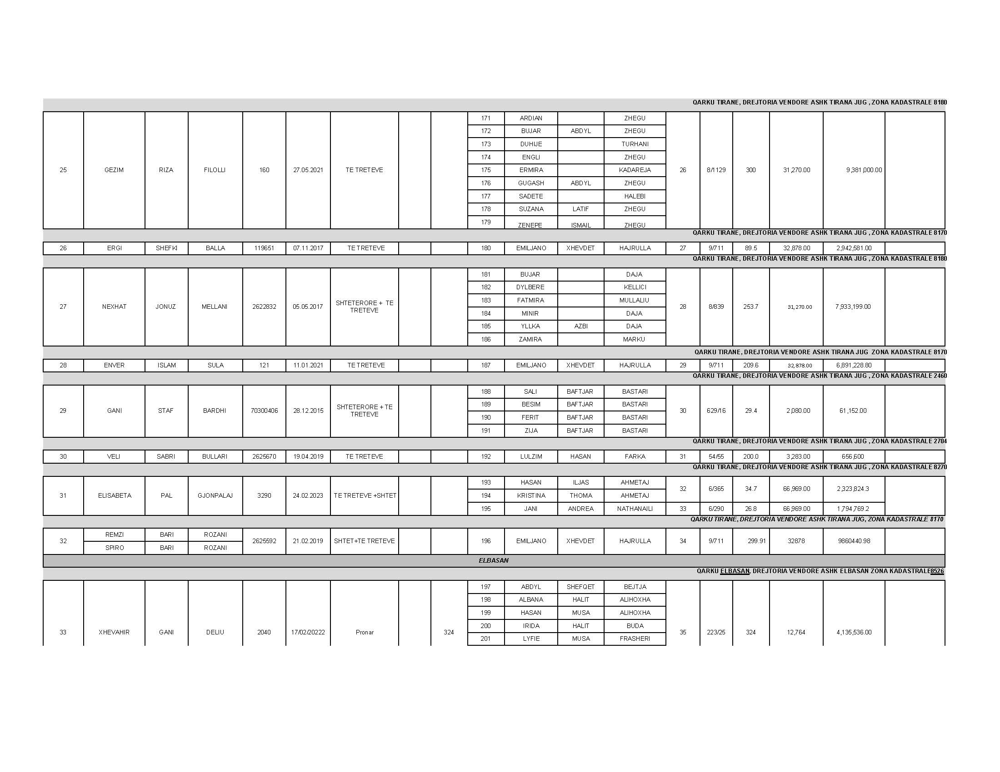 QARKU TIRANE, DREJTORIA VENDORE ASHK TIRANA JUG , ZONA KADASTRALE 8180
171 ARDIAN ZHEGU
172 BUJAR ABDYL ZHEGU
173 DUHIJE TURHANI
174 ENGLI ZHEGU
25 GEZIM RIZA FILOLLI 160 27.05.2021 TE TRETEVE 175 ERMIRA KADAREJA 26 8/1129 300 31,270.00 9,381,000.00
176 GUGASH ABDYL ZHEGU
177 SADETE HALEBI
178 SUZANA LATIF ZHEGU
179 ZENEPE ISMAIL ZHEGU
QARKU TIRANE, DREJTORIA VENDORE ASHK TIRANA JUG , ZONA KADASTRALE 8170
26 ERGI SHEFKI BALLA 119651 07.11.2017 TE TRETEVE 180 EMILJANO XHEVDET HAJRULLA 27 9/711 89.5 32,878.00 2,942,581.00
QARKU TIRANE, DREJTORIA VENDORE ASHK TIRANA JUG , ZONA KADASTRALE 8180
181 BUJAR DAJA
182 DYLBERE KELLICI
183 FATMIRA MULLALIU
27 NEXHAT JONUZ MELLANI 2622832 05.05.2017 SHTETERORE + TE TRETEVE 28 8/839 253.7 31,270.00 7,933,199.00
184 MINIR DAJA
185 YLLKA AZBI DAJA
186 ZAMIRA MARKU
QARKU TIRANE, DREJTORIA VENDORE ASHK TIRANA JUG ZONA KADASTRALE 8170
28 ENVER ISLAM SULA 121 11.01.2021 TE TRETEVE 187 EMILJANO XHEVDET HAJRULLA 29 9/711 209.6 32,878.00 6,891,228.80
QARKU TIRANE, DREJTORIA VENDORE ASHK TIRANA JUG , ZONA KADASTRALE 2460
188 SALI BAFTJAR BASTARI
189 BESIM BAFTJAR BASTARI
29 GANI STAF BARDHI 70300406 28.12.2015 SHTETERORE + TE TRETEVE 30 629/16 29.4 2,080.00 61,152.00
190 FERIT BAFTJAR BASTARI
191 ZIJA BAFTJAR BASTARI
QARKU TIRANE, DREJTORIA VENDORE ASHK TIRANA JUG , ZONA KADASTRALE 2704
30 VELI SABRI BULLARI 2625670 19.04.2019 TE TRETEVE 192 LULZIM HASAN FARKA 31 54/55 200.0 3,283.00 656,600
QARKU TIRANE, DREJTORIA VENDORE ASHK TIRANA JUG , ZONA KADASTRALE 8270
193 HASAN ILJAS AHMETAJ 32 6/365 34.7 66,969.00 2,323,824.3
31 ELISABETA PAL GJONPALAJ 3290 24.02.2023 TE TRETEVE +SHTET 194 KRISTINA THOMA AHMETAJ
195 JANI ANDREA NATHANAILI 33 6/290 26.8 66,969.00 1,794,769.2
QARKU TIRANE, DREJTORIA VENDORE ASHK TIRANA JUG, ZONA KADASTRALE 8170
REMZI BARI ROZANI
32 2625592 21.02.2019 SHTET+TE TRETEVE 196 EMILJANO XHEVDET HAJRULLA 34 9/711 299.91 32878 9860440.98
SPIRO BARI ROZANI
ELBASAN
QARKU ELBASAN, DREJTORIA VENDORE ASHK ELBASAN ZONA KADASTRALE8526
197 ABDYL SHEFQET BEJTJA
198 ALBANA HALIT ALIHOXHA
199 HASAN MUSA ALIHOXHA
200 IRIDA HALIT BUDA
33 XHEVAHIR GANI DELIU 2040 17/02/20222 Pronar 324 35 223/25 324 12,764 4,135,536.00
201 LYFIE MUSA FRASHERI